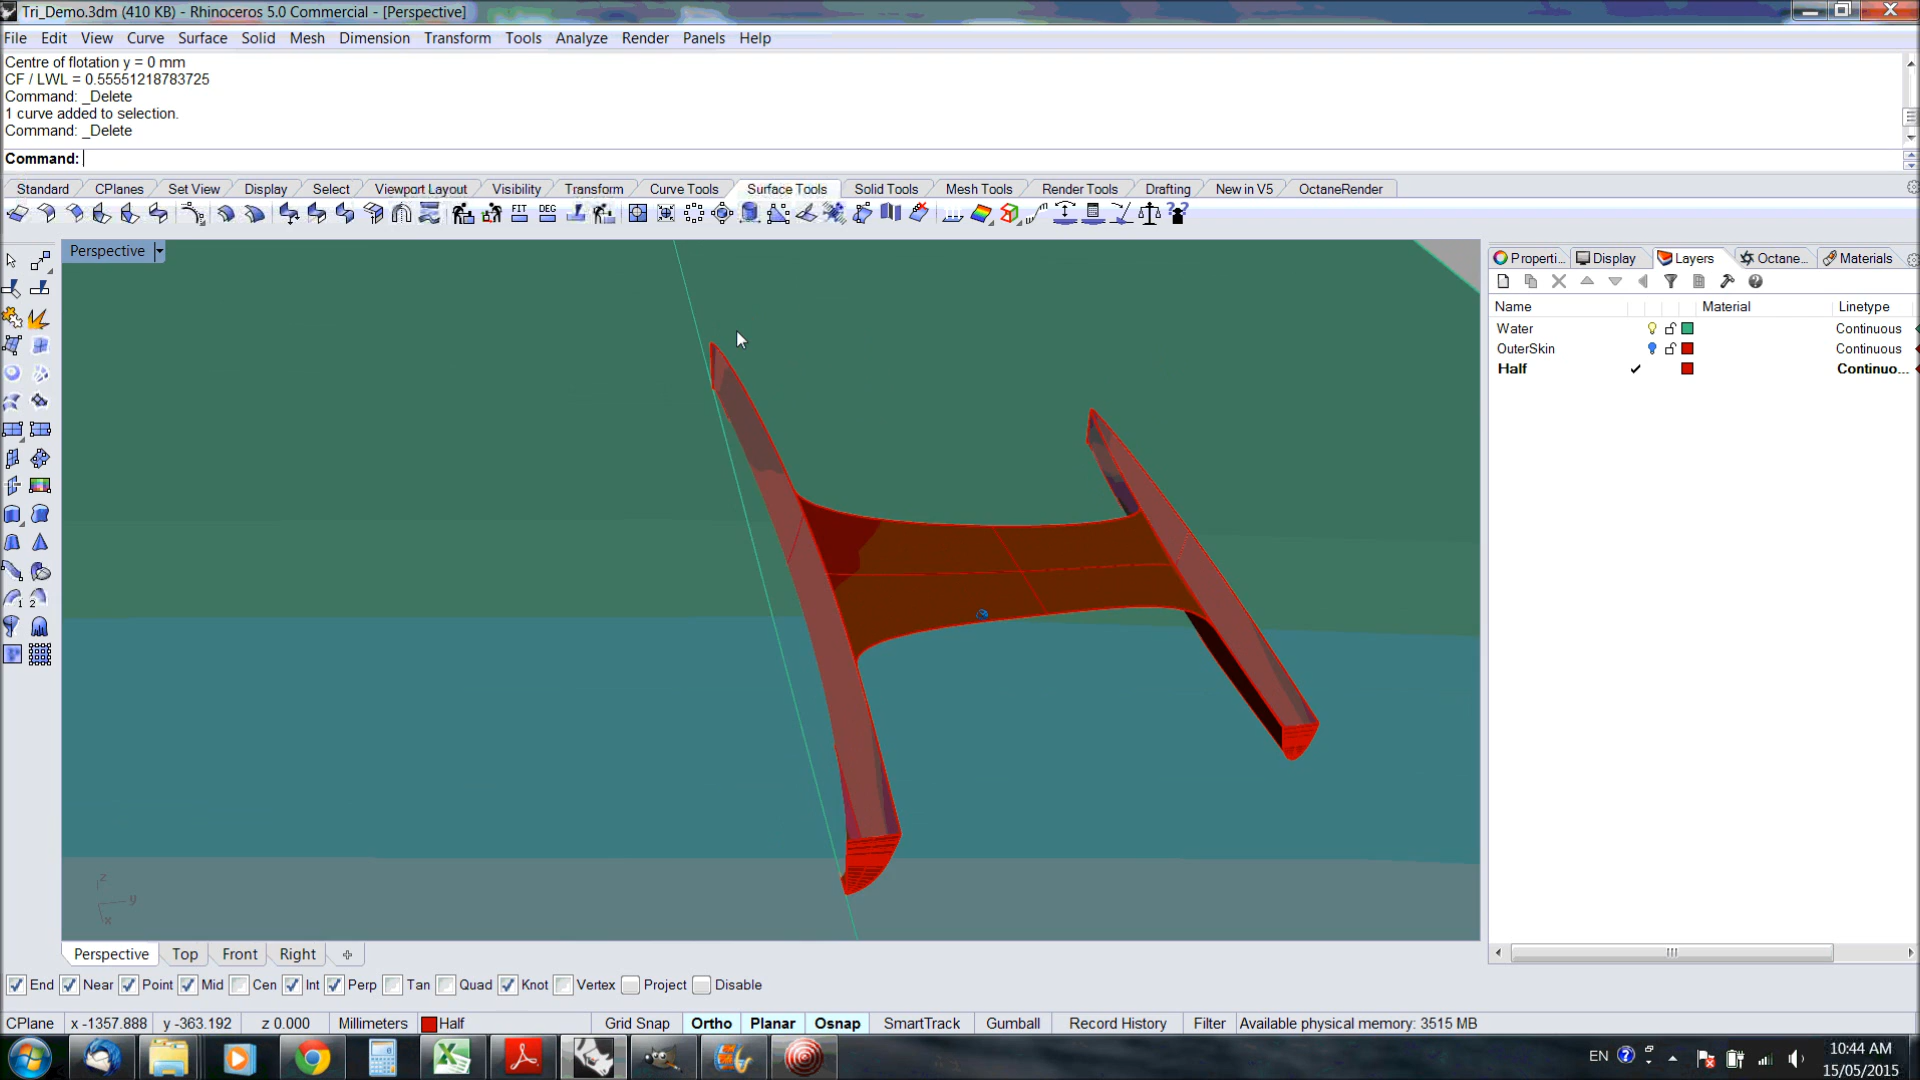 Tri_Demo.3dm (410 KB) - Rhinoceros 5.0 Commercial - [Perspective]
File Edit View Curve Surface Solid Mesh Dimension Transform Tools Analyze Render Panels Help
Centre of flotation y = 0 mm
CF / LWL = 0.55551218783725
Command: _Delete
1 curve added to selection.
Command: _Delete
Command:
Standard CPlanes Set View Display Select Viewport Layout Visibility Transform Curve Tools Surface Tools Solid Tools Mesh Tools Render Tools Drafting New in V5 OctaneRender
FIT DEG
Perspective
Properti... Display Layers Octane... Materials
Name Material Linetype
Water Continuous
OuterSkin Continuous
Half Continuo...
1 2
z
y
x
Perspective Top Front Right
End Near Point Mid Cen Int Perp Tan Quad Knot Vertex Project Disable
CPlane x -1357.888 y -363.192 z 0.000 Millimeters Half Grid Snap Ortho Planar Osnap SmartTrack Gumball Record History Filter Available physical memory: 3515 MB
EN
10:44 AM
15/05/2015